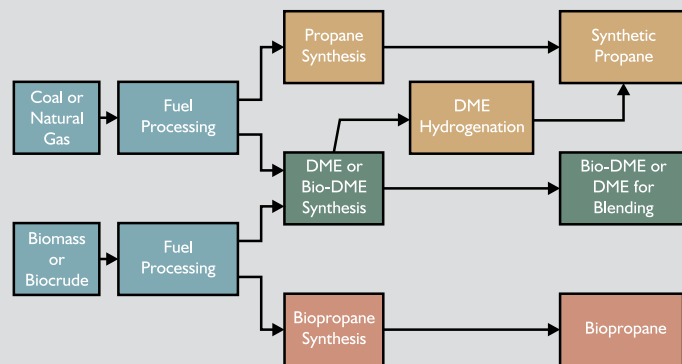 Propane
Synthesis
Synthetic
Propane
Coal or
Natural
Gas
Fuel
Processing
DME
Hydrogenation
DME or
Bio-DME
Synthesis
Bio-DME or
DME for
Blending
Biomass
or
Biocrude
Fuel
Processing
Biopropane
Synthesis
Biopropane